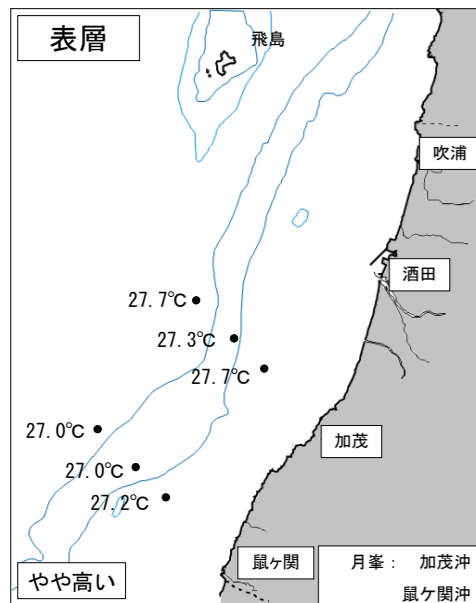 表層
飛島
吹浦
酒田
27.7℃
27.3℃
27.7℃
27.0℃
加茂
27.0℃
27.2℃
鼠ヶ関
月峯： 加茂沖
鼠ケ関沖
やや高い